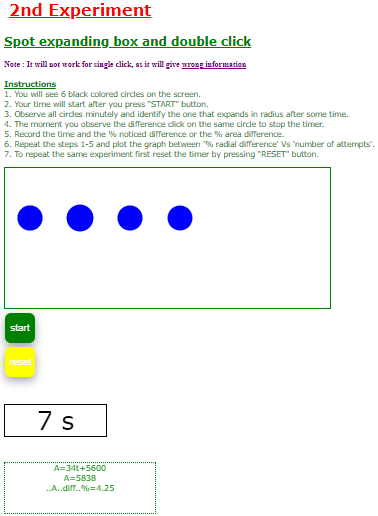 2nd Experiment
Spot expanding box and double click
Note : It will not work for single click, as it will give wrong information
Instructions
1. You will see 6 black colored circles on the screen.
2. Your time will start after you press "START" button.
3. Observe all circles minutely and identify the one that expands in radius after some time.
4. The moment you observe the difference click on the same circle to stop the timer.
5. Record the time and the % noticed difference or the % area difference.
6. Repeat the steps 1-5 and plot the graph between '% radial difference' Vs 'number of attempts'.
7. To repeat the same experiment first reset the timer by pressing "RESET" button.
start
reset
7 s
A=34t+5600
A=5838
..A..diff..%=4.25